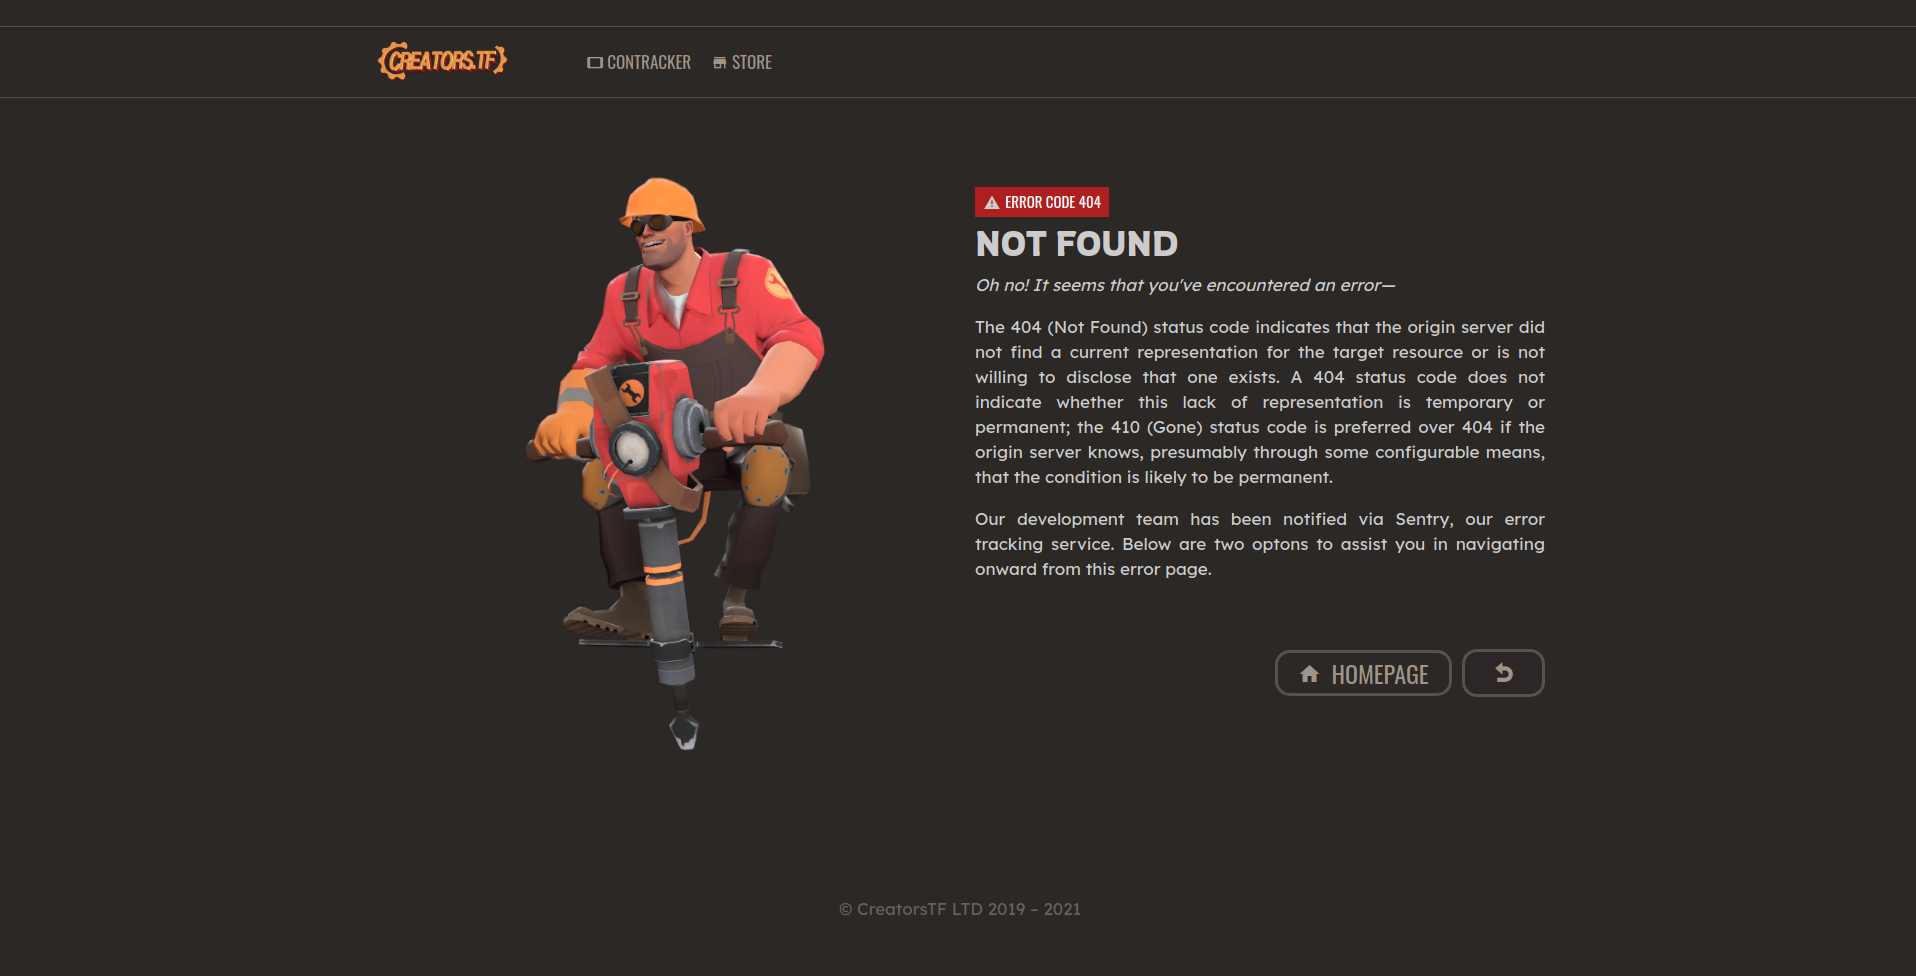 CREATORS.TF
CONTRACKER
STORE
ERROR CODE 404
NOT FOUND
Oh no! It seems that you've encountered an error—
The 404 (Not Found) status code indicates that the origin server did
not find a current representation for the target resource or is not
willing to disclose that one exists. A 404 status code does not
indicate whether this lack of representation is temporary or
permanent; the 410 (Gone) status code is preferred over 404 if the
origin server knows, presumably through some configurable means,
that the condition is likely to be permanent.
Our development team has been notified via Sentry, our error
tracking service. Below are two optons to assist you in navigating
onward from this error page.
HOMEPAGE
© CreatorsTF LTD 2019 – 2021